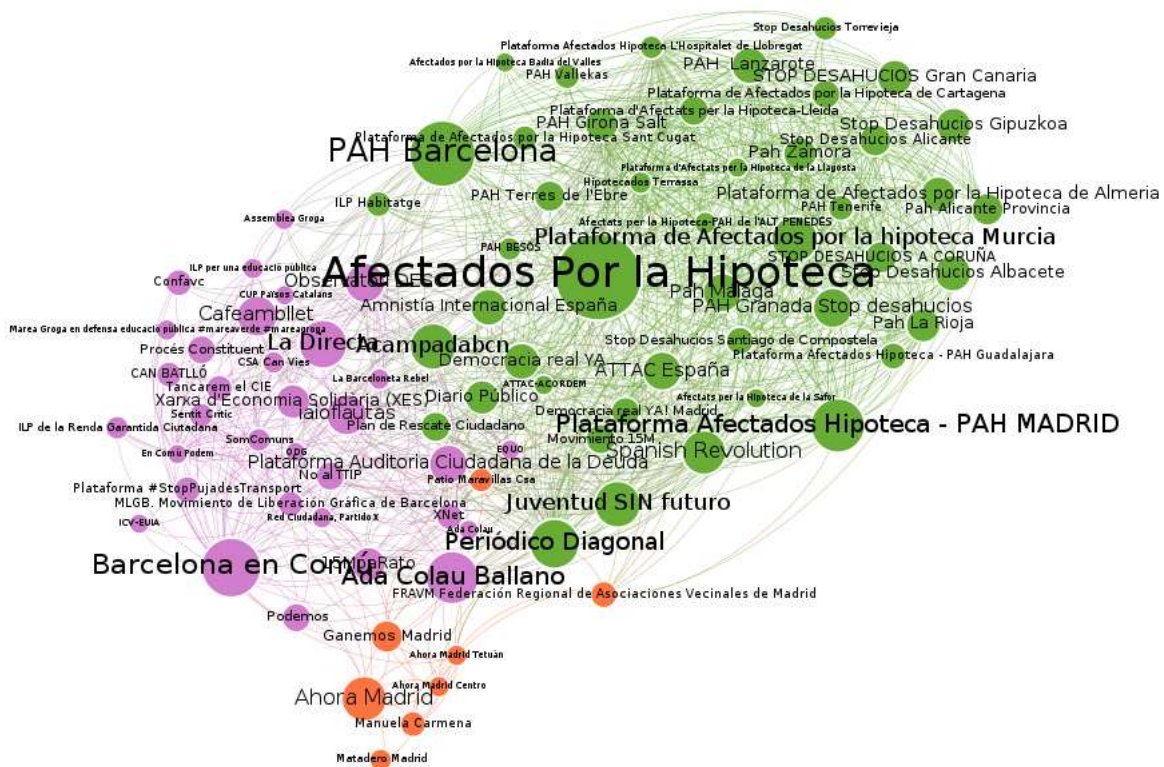 Stop Desahucios Torrevieja
Plataforma Afectados Hipoteca L'Hospitalet de Llobregat
Afectados por la Hipoteca Badia del Valles
PAH Lanzarote
PAH Vallekas
STOP DESAHUCIOS Gran Canaria
Plataforma de Afectados por la Hipoteca de Cartagena
Plataforma d'Afectats per la Hipoteca-Lleida
PAH Girona Salt
Stop Desahucios Gipuzkoa
Plataforma de Afectados por la Hipoteca Sant Cugat
Stop Desahucios Alicante
PAH Barcelona
Pah Zamora
Plataforma d'Afectats per la Hipoteca de la Llagosta
Hipotecados Terrassa
PAH Terres de l'Ebre
Plataforma de Afectados por la Hipoteca de Almeria
ILP Habitatge
PAH Tenerife
Pah Alicante Provincia
Assemblea Groga
Afectats per la Hipoteca-PAH de l'ALT PENEDÈS
Plataforma de Afectados por la hipoteca Murcia
PAH BESÒS
STOP DESAHUCIOS A CORUÑA
ILP per una educació pública
Afectados Por la Hipoteca
Stop Desahucios Albacete
Confavc
Observatori DESC
Pah Málaga
CUP Països Catalans
Cafeambllet
Amnistía Internacional España
PAH Granada Stop desahucios
Pah La Rioja
Marea Groga en defensa educació pública #mareaverde #mareagroga
La Directa
Acampadabcn
Stop Desahucios Santiago de Compostela
Procés Constituent
Plataforma Afectados Hipoteca - PAH Guadalajara
CSA Can Vies
Democracia real YA
CAN BATLLÓ
La Barceloneta Rebel
ATTAC España
Tancarem el CIE
ATTAC-ACORDEM
Xarxa d'Economia Solidària (XES)
Diario Público
Afectats per la Hipoteca de la Safor
Sentit Crític
iaioflautas
Democracia real YA! Madrid
ILP de la Renda Garantida Ciutadana
Plan de Rescate Ciudadano
Plataforma Afectados Hipoteca - PAH MADRID
SomComuns
Movimiento 15M
En Comú Podem
ODG
EQUO
Spanish Revolution
Plataforma Auditoria Ciudadana de la Deuda
No al TTIP
Patio Maravillas Csa
Plataforma #StopPujadesTransport
MLGB. Movimiento de Liberación Gráfica de Barcelona
Juventud SIN futuro
ICV-EUIA
Red Ciudadana, Partido X
XNet
Ada Colau
Periódico Diagonal
Barcelona en Comú
15MpaRato
Ada Colau Ballano
FRAVM Federación Regional de Asociaciones Vecinales de Madrid
Podemos
Ganemos Madrid
Ahora Madrid Tetuán
Ahora Madrid Centro
Ahora Madrid
Manuela Carmena
Matadero Madrid